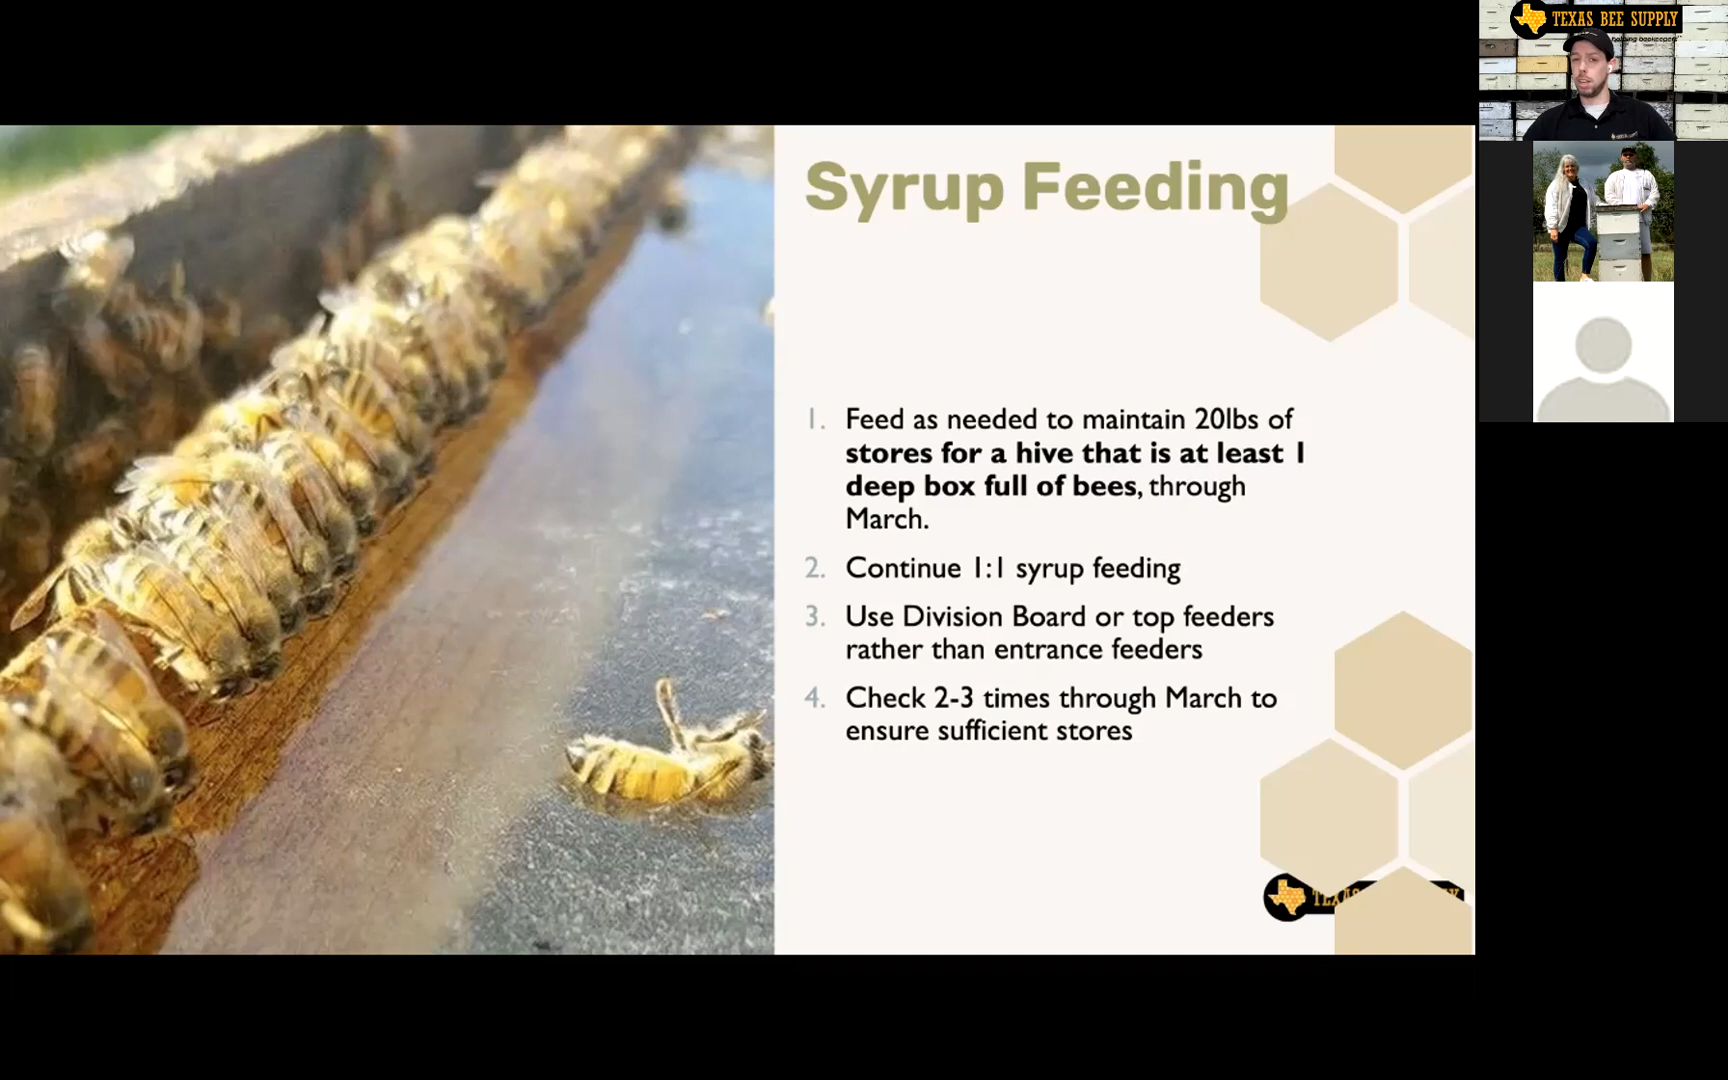 TEXAS BEE SUPPLY
Syrup Feeding
1. Feed as needed to maintain 20lbs of
stores for a hive that is at least 1
deep box full of bees, through
March.
2. Continue 1:1 syrup feeding
3. Use Division Board or top feeders
rather than entrance feeders
4. Check 2-3 times through March to
ensure sufficient stores